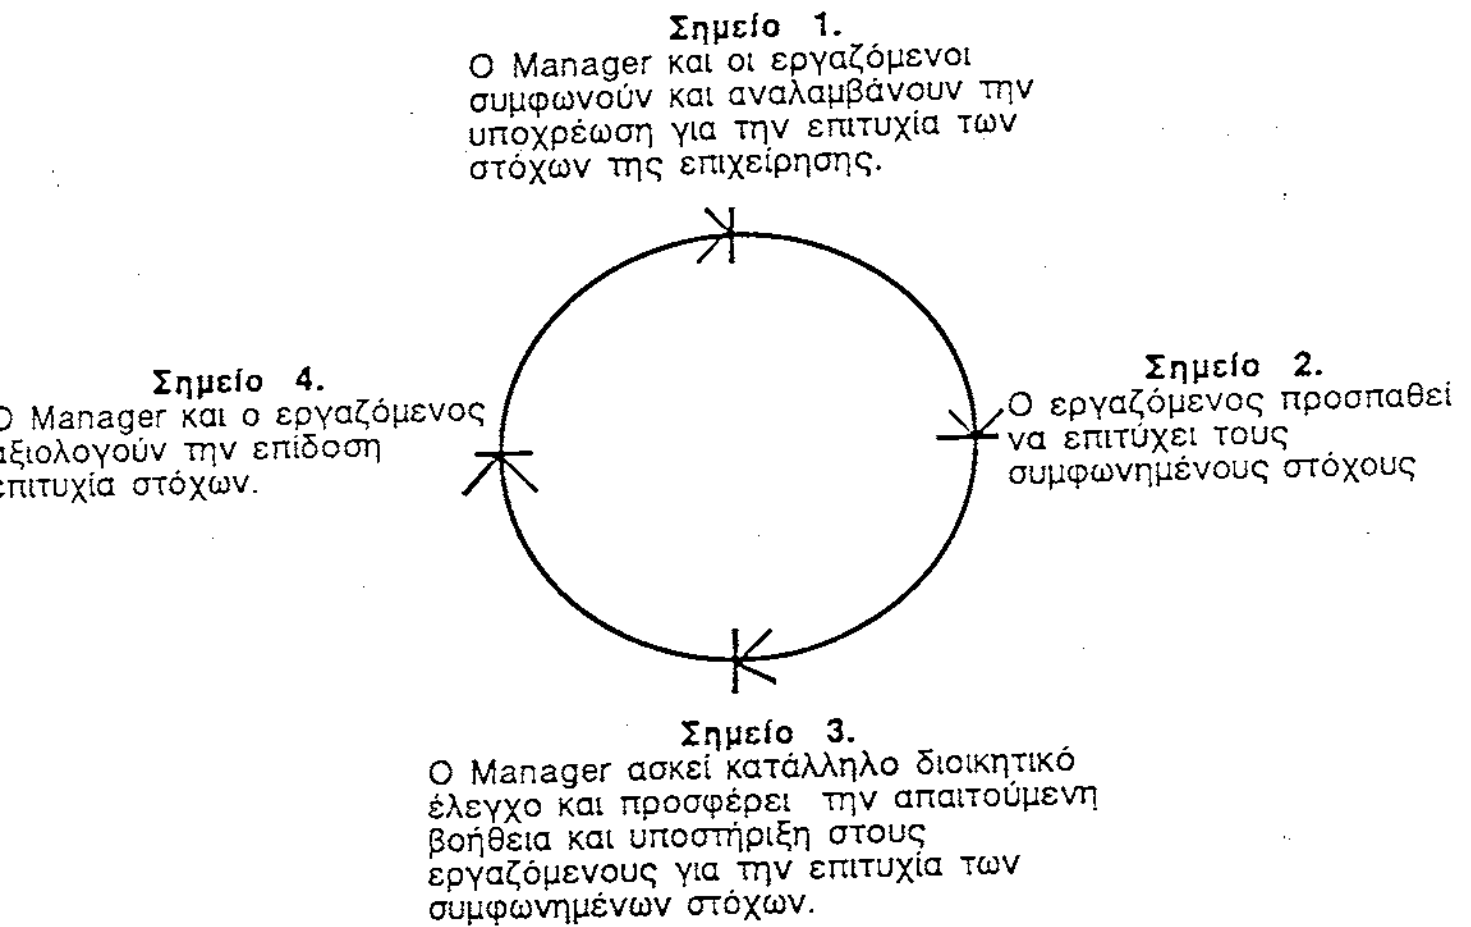 Σημείο 1.
Ο Manager και οι εργαζόμενοι
συμφωνούν και αναλαμβάνουν την
υποχρέωση για την επιτυχία των
στόχων της επιχείρησης.
Σημείο 2.
Ο εργαζόμενος προσπαθεί
να επιτύχει τους
συμφωνημένους στόχους
Σημείο 3.
Ο Manager ασκεί κατάλληλο διοικητικό
έλεγχο και προσφέρει την απαιτούμενη
βοήθεια και υποστήριξη στους
εργαζόμενους για την επιτυχία των
συμφωνημένων στόχων.
Σημείο 4.
Ο Manager και ο εργαζόμενος
αξιολογούν την επίδοση
επιτυχία στόχων.